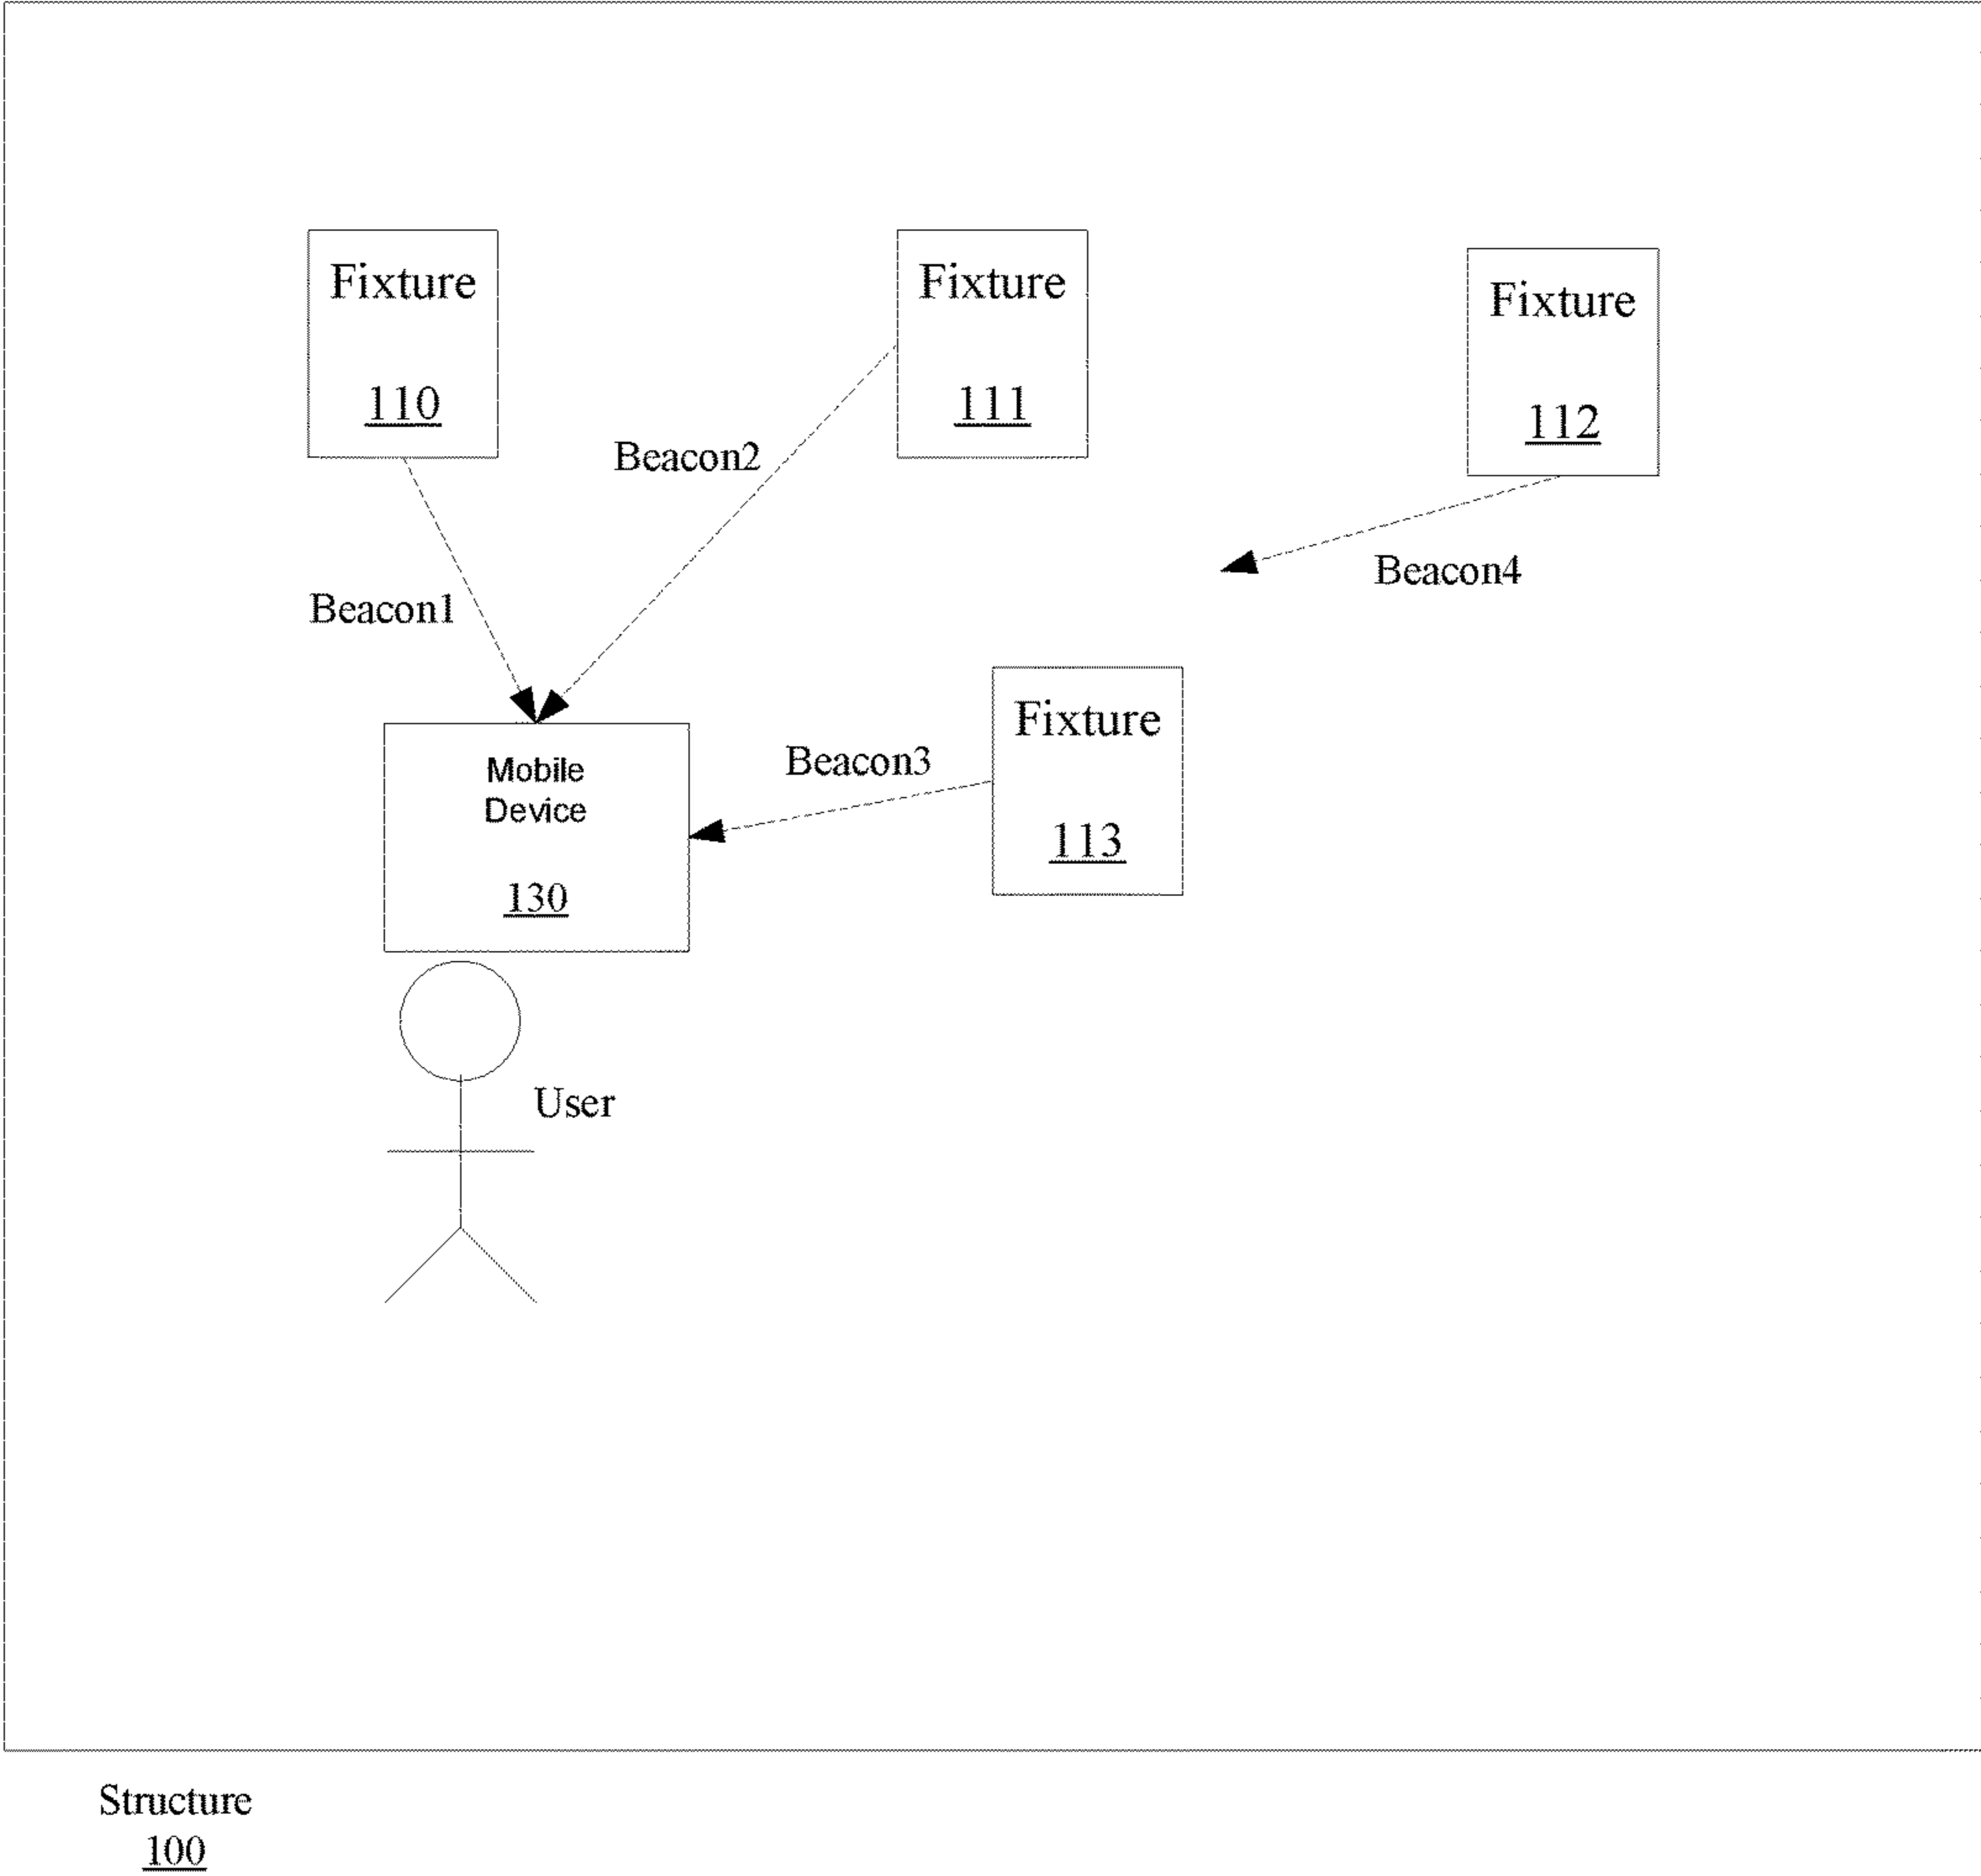 Fixture
110
Fixture
111
Fixture
112
Beacon2
Beacon4
Beacon1
Fixture
113
Beacon3
Mobile
Device
130
User
Structure
100